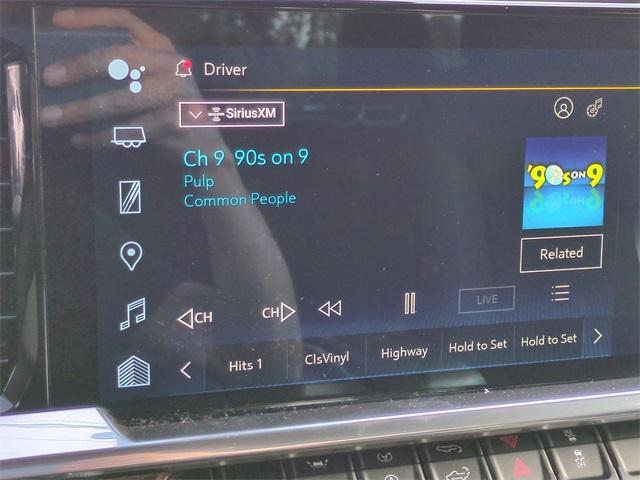 Driver
SiriusXM
Ch 9 90s on 9
Pulp
Common People
'90s ON 9
Related
CH
CH
LIVE
Hits 1
ClsVinyl
Highway
Hold to Set
Hold to Set